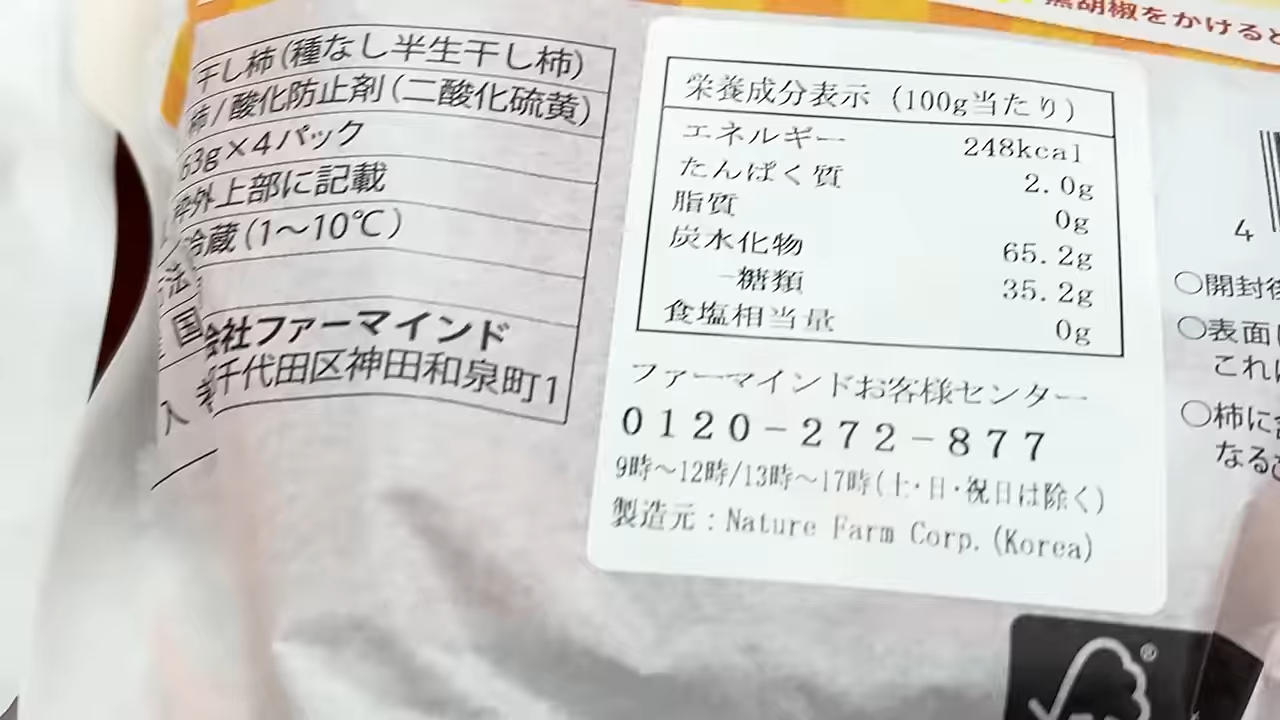 黒胡椒をかけると
干し柿(種なし半生干し柿)
柿/酸化防止剤(二酸化硫黄)
63g×4パック
枠外上部に記載
冷蔵(1〜10℃)
会社ファーマインド
千代田区神田和泉町1
栄養成分表示 (100g当たり)
エネルギー 248kcal
たんぱく質 2.0g
脂質 0g
炭水化物 65.2g
-糖類 35.2g
食塩相当量 0g
ファーマインドお客様センター
0120-272-877
9時〜12時/13時〜17時(土・日・祝日は除く)
製造元:Nature Farm Corp.(Korea)
4
○開封後
○表面
これ
○柿に
なる
®